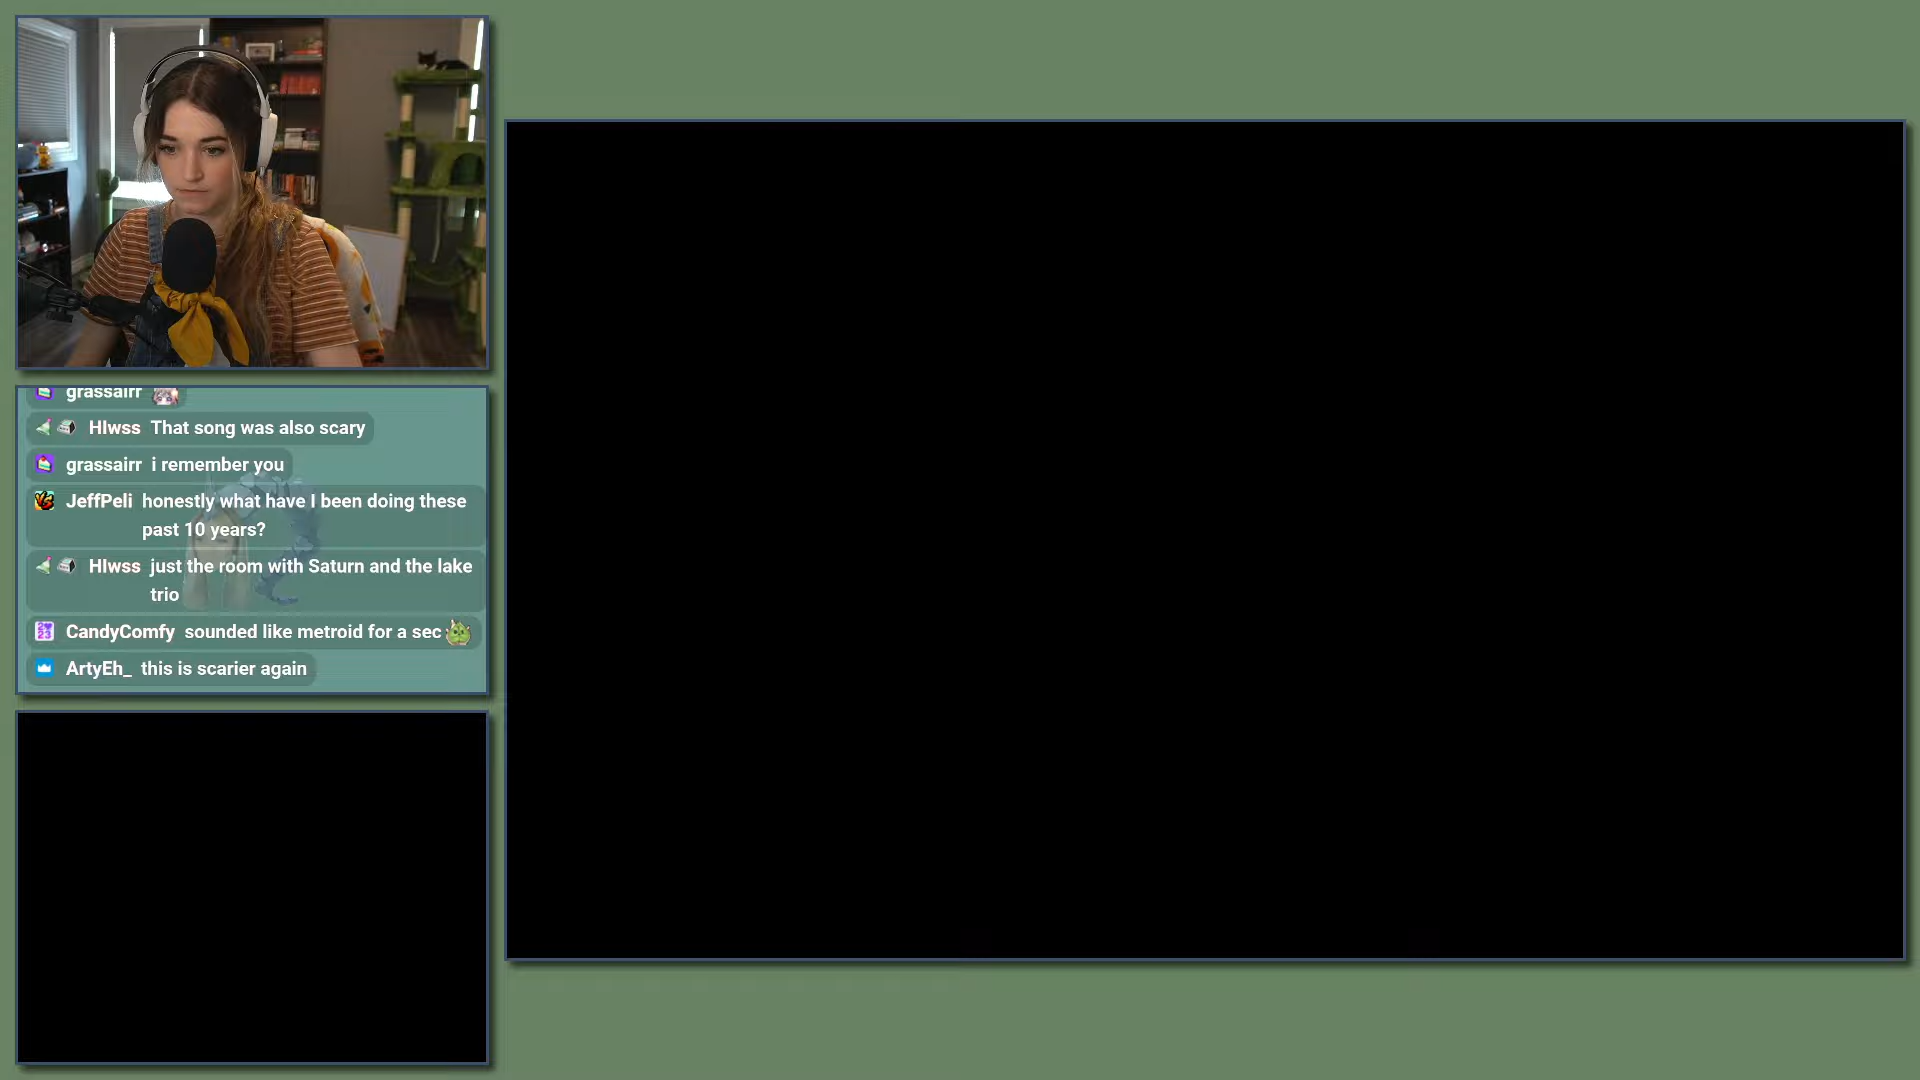 grassairr
Hlwss That song was also scary
grassairr i remember you
JeffPeli honestly what have I been doing these
past 10 years?
Hlwss just the room with Saturn and the lake
trio
CandyComfy sounded like metroid for a sec
ArtyEh_ this is scarier again